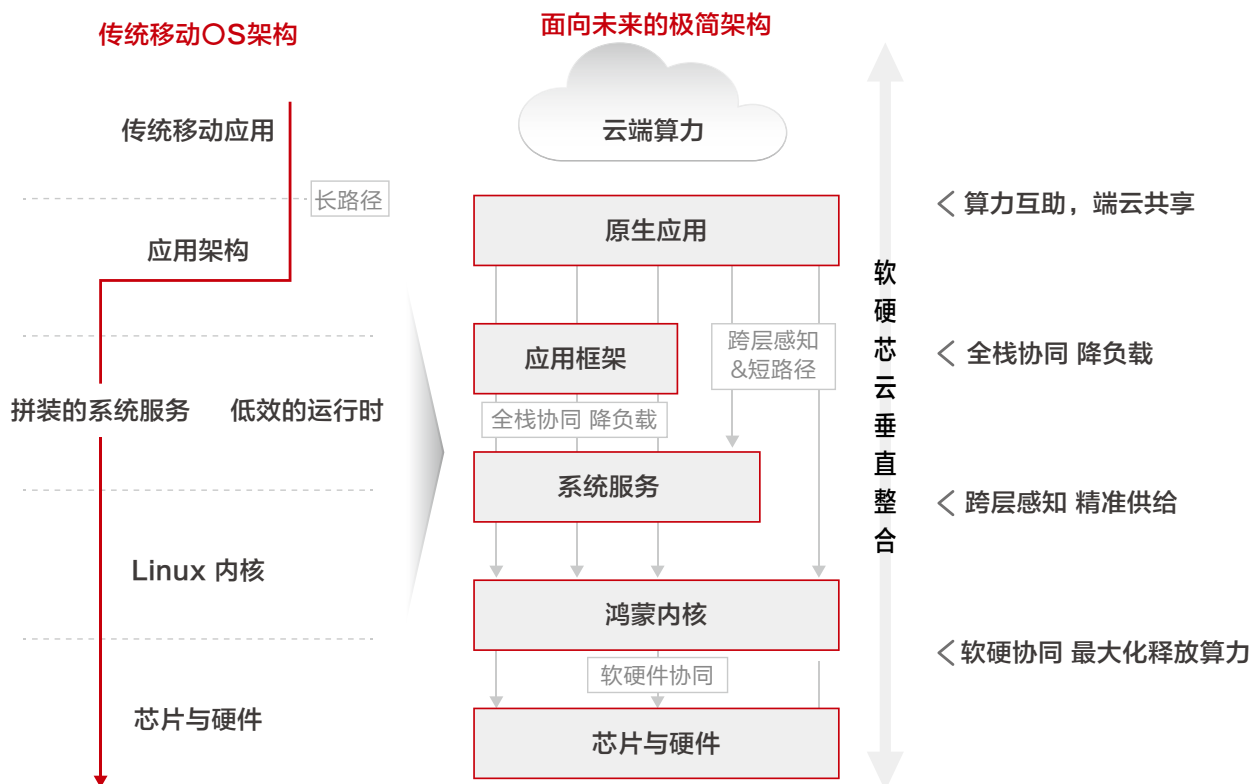 传统移动OS架构
传统移动应用
长路径
应用架构
拼装的系统服务 低效的运行时
Linux 内核
芯片与硬件
面向未来的极简架构
云端算力
原生应用
应用框架
跨层感知
&短路径
全栈协同 降负载
系统服务
鸿蒙内核
软硬件协同
芯片与硬件
软硬芯云垂直整合
算力互助，端云共享
全栈协同 降负载
跨层感知 精准供给
软硬协同 最大化释放算力